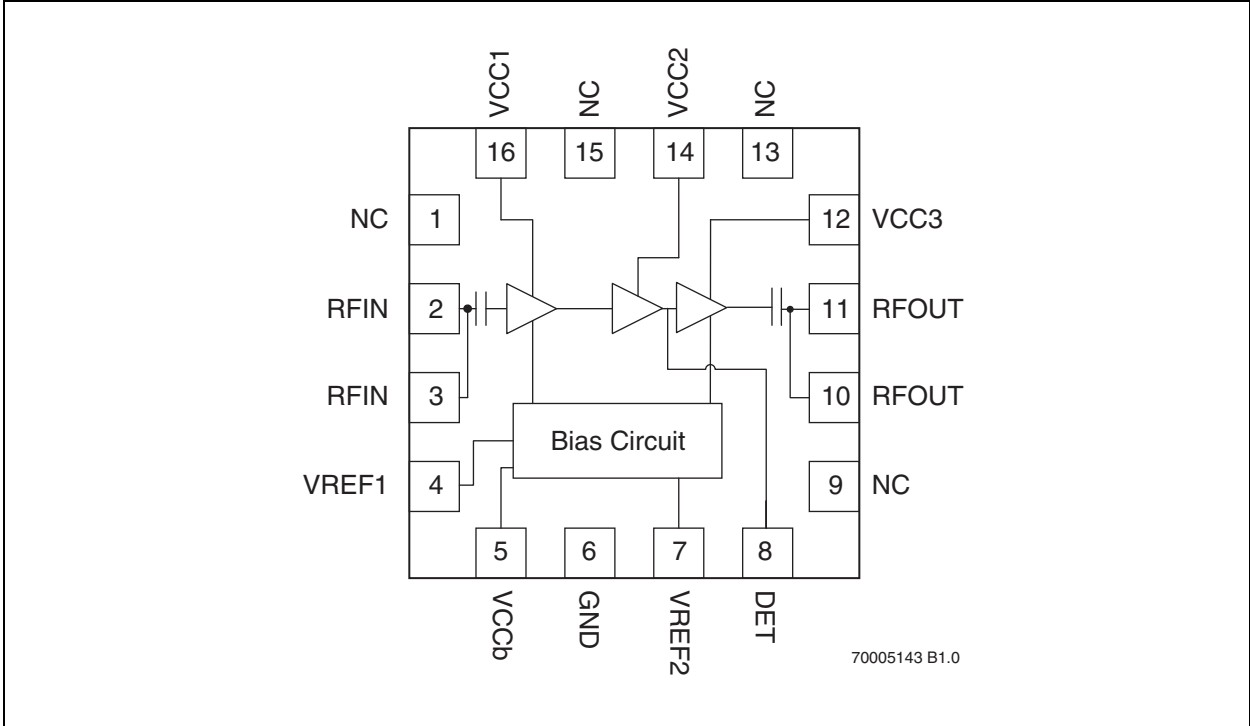 VCC1
NC
VCC2
NC
16
15
14
13
NC
1
12
VCC3
RFIN
2
11
RFOUT
RFIN
3
10
RFOUT
Bias Circuit
VREF1
4
9
NC
5
6
7
8
VCCb
GND
VREF2
DET
70005143 B1.0